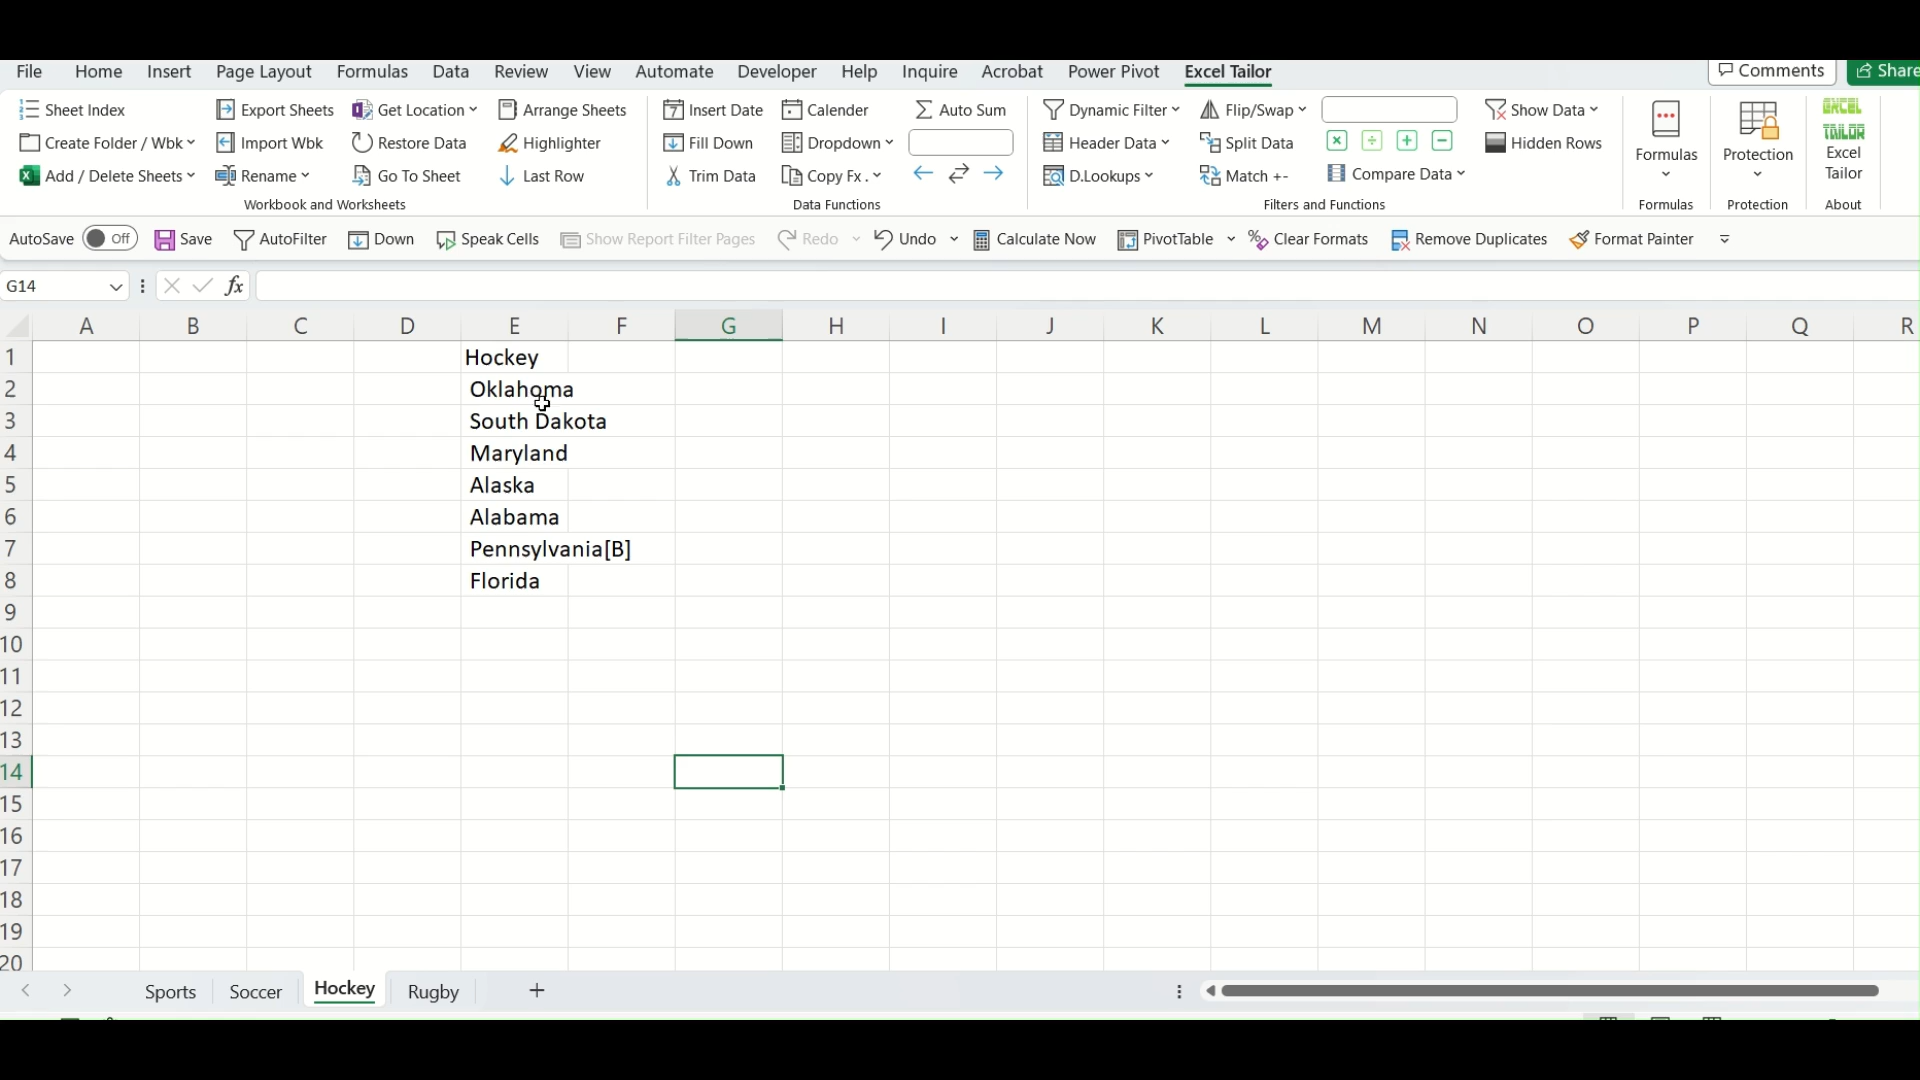 File Home Insert Page Layout Formulas Data Review View Automate Developer Help Inquire Acrobat Power Pivot Excel Tailor Comments Share
Sheet Index Export Sheets Get Location Arrange Sheets Insert Date Calender Auto Sum Dynamic Filter Flip/Swap Show Data EXCEL
Create Folder / Wbk Import Wbk Restore Data Highlighter Fill Down Dropdown Header Data Split Data Hidden Rows TAILOR
Formulas Protection Excel
Add / Delete Sheets Rename Go To Sheet Last Row Trim Data Copy Fx . D.Lookups Match +- Compare Data Tailor
Workbook and Worksheets Data Functions Filters and Functions Formulas Protection About
AutoSave Off Save AutoFilter Down Speak Cells Show Report Filter Pages Redo Undo Calculate Now PivotTable Clear Formats Remove Duplicates Format Painter
G14 fx
A B C D E F G H I J K L M N O P Q R
1 Hockey
2 Oklahoma
3 South Dakota
4 Maryland
5 Alaska
6 Alabama
7 Pennsylvania[B]
8 Florida
9
10
11
12
13
14
15
16
17
18
19
20
Sports Soccer Hockey Rugby +